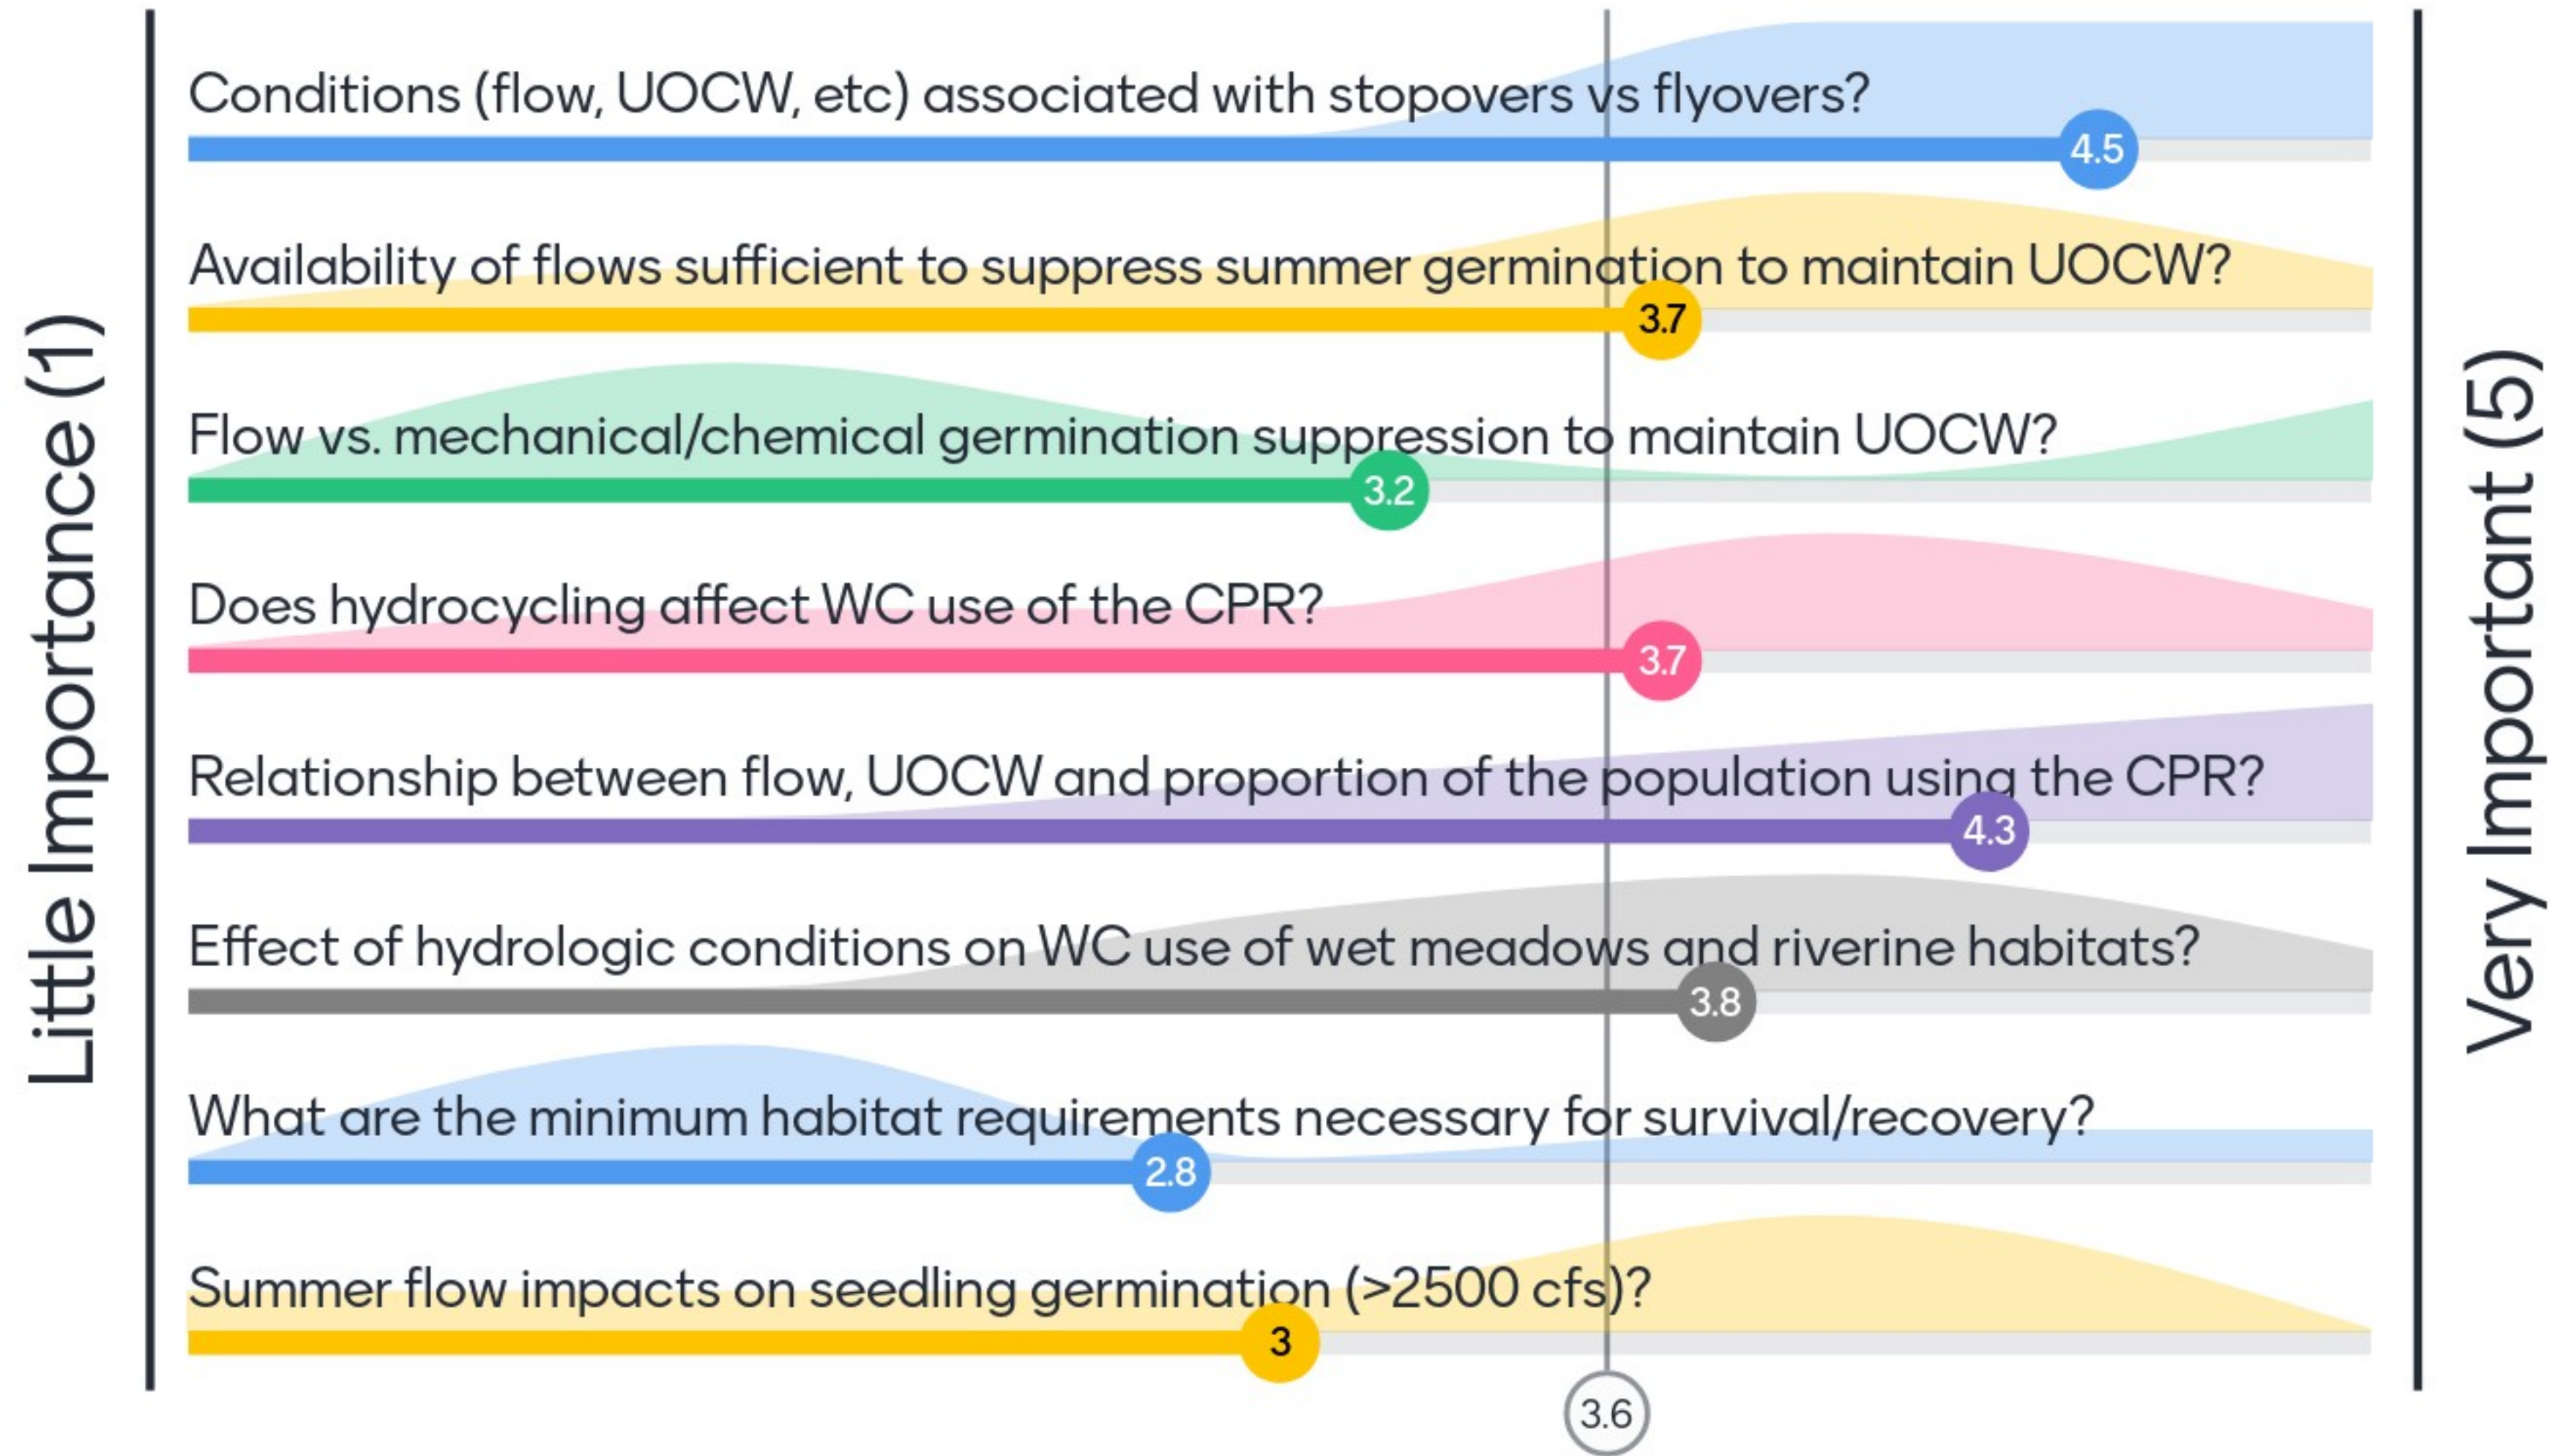 Little Importance (1)
Conditions (flow, UOCW, etc) associated with stopovers vs flyovers?
4.5
Availability of flows sufficient to suppress summer germination to maintain UOCW?
3.7
Flow vs. mechanical/chemical germination suppression to maintain UOCW?
3.2
Does hydrocycling affect WC use of the CPR?
3.7
Relationship between flow, UOCW and proportion of the population using the CPR?
4.3
Effect of hydrologic conditions on WC use of wet meadows and riverine habitats?
3.8
What are the minimum habitat requirements necessary for survival/recovery?
2.8
Summer flow impacts on seedling germination (>2500 cfs)?
3
3.6
Very Important (5)